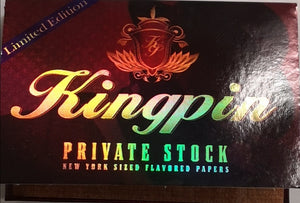 Limited Edition
Kingpin
PRIVATE STOCK
NEW YORK SIZED FLAVORED PAPERS